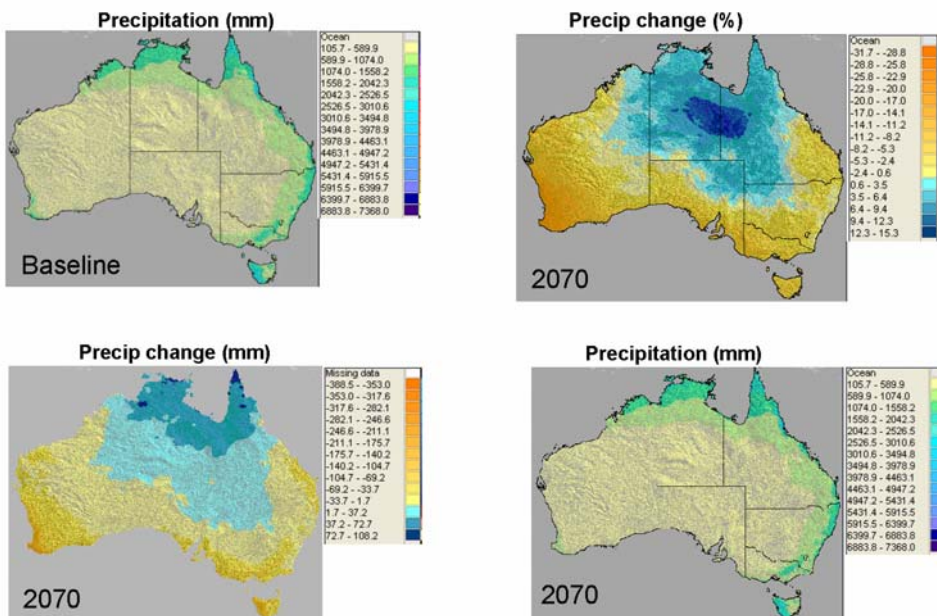 Precipitation (mm)
Ocean
105.7 - 589.9
589.9 - 1074.0
1074.0 - 1558.2
1558.2 - 2042.3
2042.3 - 2526.5
2526.5 - 3010.6
3010.6 - 3494.8
3494.8 - 3978.9
3978.9 - 4463.1
4463.1 - 4947.2
4947.2 - 5431.4
5431.4 - 5915.5
5915.5 - 6399.7
6399.7 - 6883.8
6883.8 - 7368.0
Baseline
Precip change (%)
Ocean
-31.7 - -28.8
-28.8 - -25.8
-25.8 - -22.9
-22.9 - -20.0
-20.0 - -17.0
-17.0 - -14.1
-14.1 - -11.2
-11.2 - -8.2
-8.2 - -5.3
-5.3 - -2.4
-2.4 - 0.6
0.6 - 3.5
3.5 - 6.4
6.4 - 9.4
9.4 - 12.3
12.3 - 15.3
2070
Precip change (mm)
Missing data
-388.5 - -353.0
-353.0 - -317.6
-317.6 - -282.1
-282.1 - -246.6
-246.6 - -211.1
-211.1 - -175.7
-175.7 - -140.2
-140.2 - -104.7
-104.7 - -69.2
-69.2 - -33.7
-33.7 - 1.7
1.7 - 37.2
37.2 - 72.7
72.7 - 108.2
2070
Precipitation (mm)
Ocean
105.7 - 589.9
589.9 - 1074.0
1074.0 - 1558.2
1558.2 - 2042.3
2042.3 - 2526.5
2526.5 - 3010.6
3010.6 - 3494.8
3494.8 - 3978.9
3978.9 - 4463.1
4463.1 - 4947.2
4947.2 - 5431.4
5431.4 - 5915.5
5915.5 - 6399.7
6399.7 - 6883.8
6883.8 - 7368.0
2070